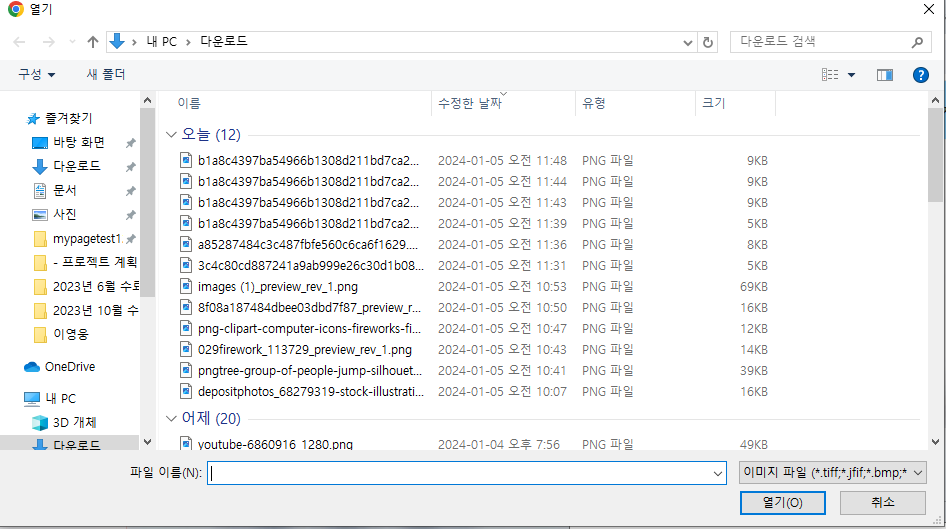 열기
내 PC > 다운로드
다운로드 검색
구성
새 폴더
이름 수정한 날짜 유형 크기
즐겨찾기
바탕 화면
다운로드
문서
사진
mypagetest1.
- 프로젝트 계획
2023년 6월 수료
2023년 10월 수
이영웅
OneDrive
내 PC
3D 개체
다운로드
오늘 (12)
b1a8c4397ba54966b1308d211bd7ca2... 2024-01-05 오전 11:48 PNG 파일 9KB
b1a8c4397ba54966b1308d211bd7ca2... 2024-01-05 오전 11:44 PNG 파일 9KB
b1a8c4397ba54966b1308d211bd7ca2... 2024-01-05 오전 11:43 PNG 파일 9KB
b1a8c4397ba54966b1308d211bd7ca2... 2024-01-05 오전 11:39 PNG 파일 5KB
a85287484c3c487fbfe560c6ca6f1629.... 2024-01-05 오전 11:36 PNG 파일 8KB
3c4c80cd887241a9ab999e26c30d1b08... 2024-01-05 오전 11:31 PNG 파일 5KB
images (1)_preview_rev_1.png 2024-01-05 오전 10:53 PNG 파일 69KB
8f08a187484dbee03dbd7f87_preview_r... 2024-01-05 오전 10:50 PNG 파일 16KB
png-clipart-computer-icons-fireworks-fi... 2024-01-05 오전 10:47 PNG 파일 12KB
029firework_113729_preview_rev_1.png 2024-01-05 오전 10:43 PNG 파일 14KB
pngtree-group-of-people-jump-silhouet... 2024-01-05 오전 10:41 PNG 파일 39KB
depositphotos_68279319-stock-illustrati... 2024-01-05 오전 10:07 PNG 파일 16KB
어제 (20)
youtube-6860916_1280.png 2024-01-04 오후 7:56 PNG 파일 49KB
파일 이름(N):
이미지 파일 (*.tiff;*.jfif;*.bmp;*
열기(O)
취소